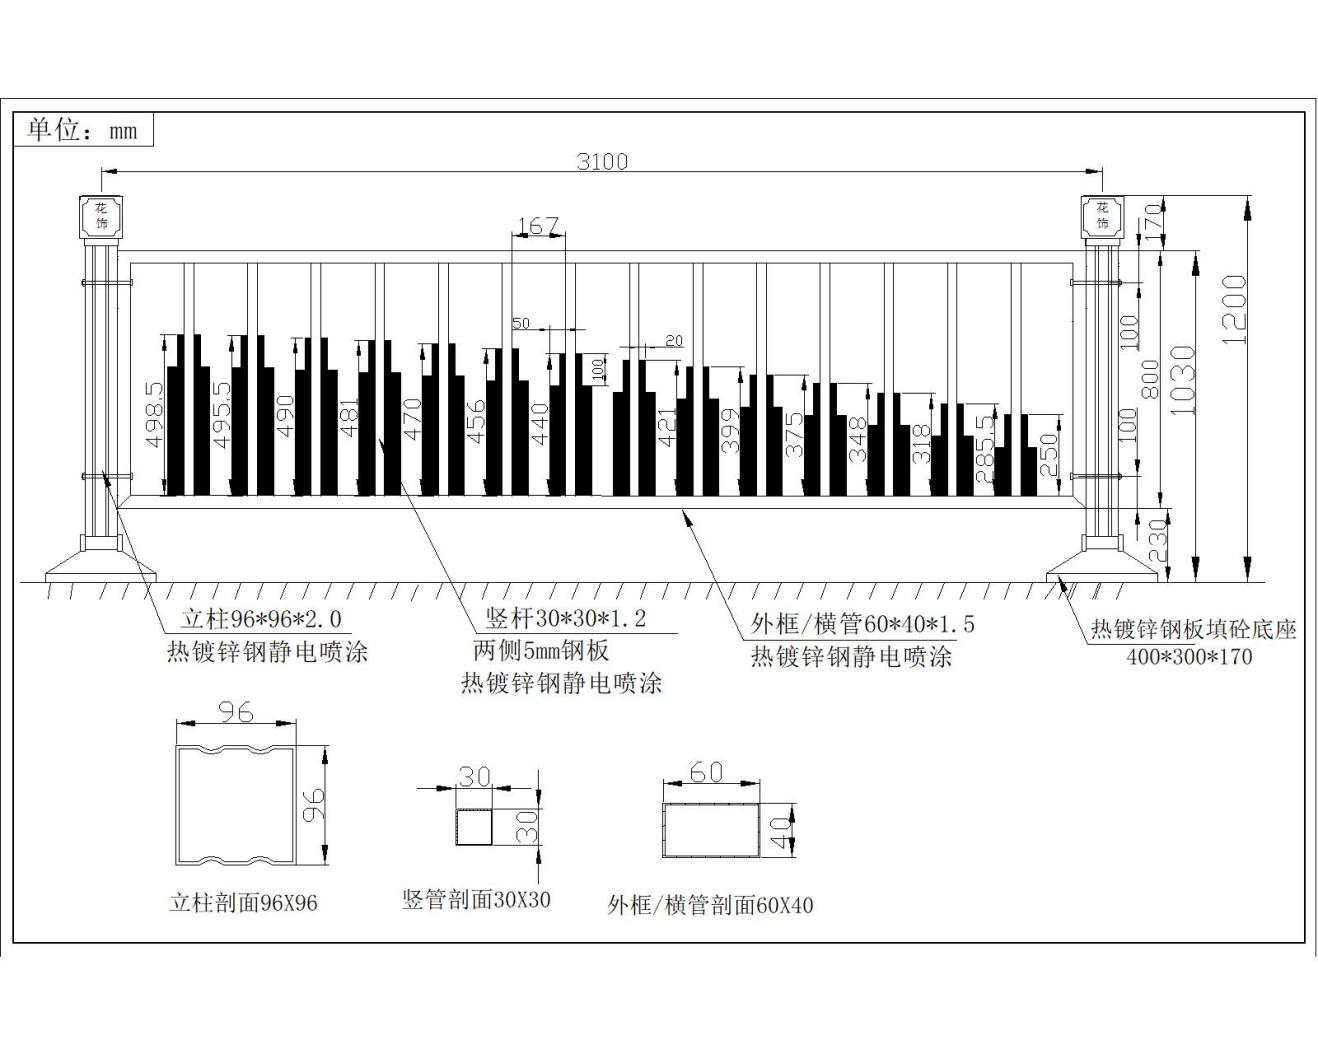 单位：mm
3100
花
饰
花
饰
170
167
50
20
100
100
800
1030
1200
498.5
495.5
490
481
470
456
440
421
399
375
348
318
285.5
250
100
230
立柱96*96*2.0
热镀锌钢静电喷涂
竖杆30*30*1.2
两侧5mm钢板
热镀锌钢静电喷涂
外框/横管60*40*1.5
热镀锌钢静电喷涂
热镀锌钢板填砼底座
400*300*170
96
96
立柱剖面96X96
30
30
竖管剖面30X30
60
40
外框/横管剖面60X40